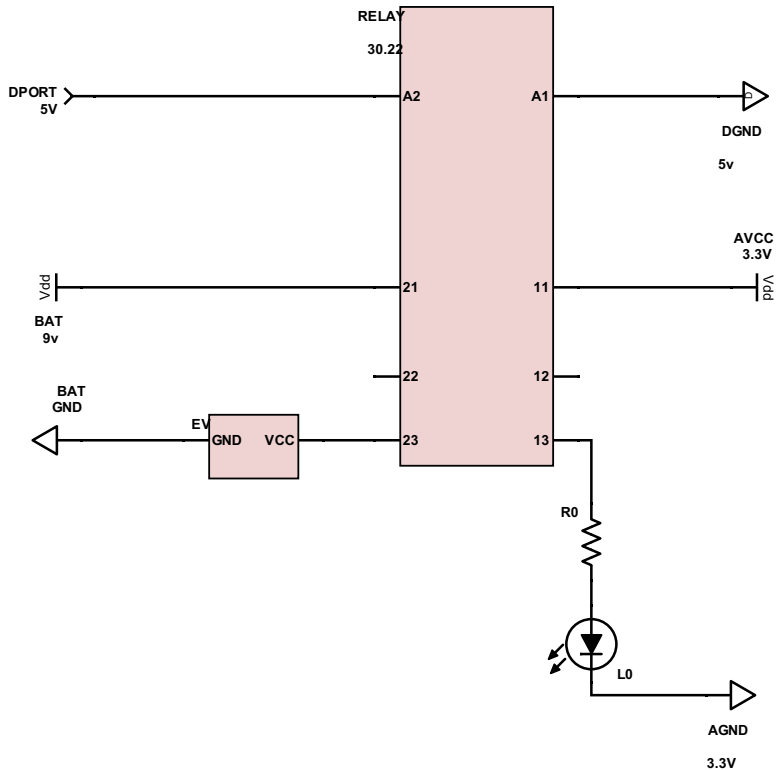 RELAY
30.22
DPORT
5V
A2
A1
D
DGND
5v
AVCC
3.3V
Vdd
BAT
9v
21
11
Vdd
22
12
BAT
GND
EV
GND VCC
23
13
R0
L0
AGND
3.3V